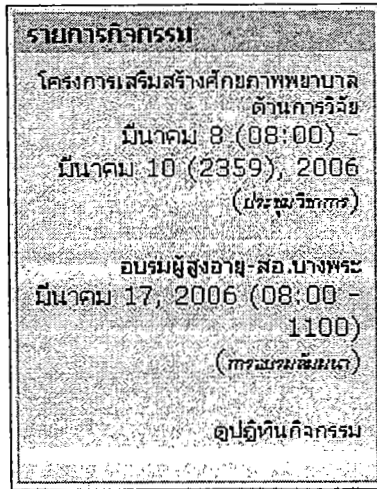 รายการกิจกรรม
โครงการเสริมสร้างศักยภาพพยาบาล
ด้านการวิจัย
มีนาคม 8 (08:00) -
มีนาคม 10 (2359), 2006
(ประชุมวิชาการ)
อบรมผู้สูงอายุ-สอ.บางพระ
มีนาคม 17, 2006 (08:00 -
1100)
(การอบรมสัมมนา)
ดูปฏิทินกิจกรรม